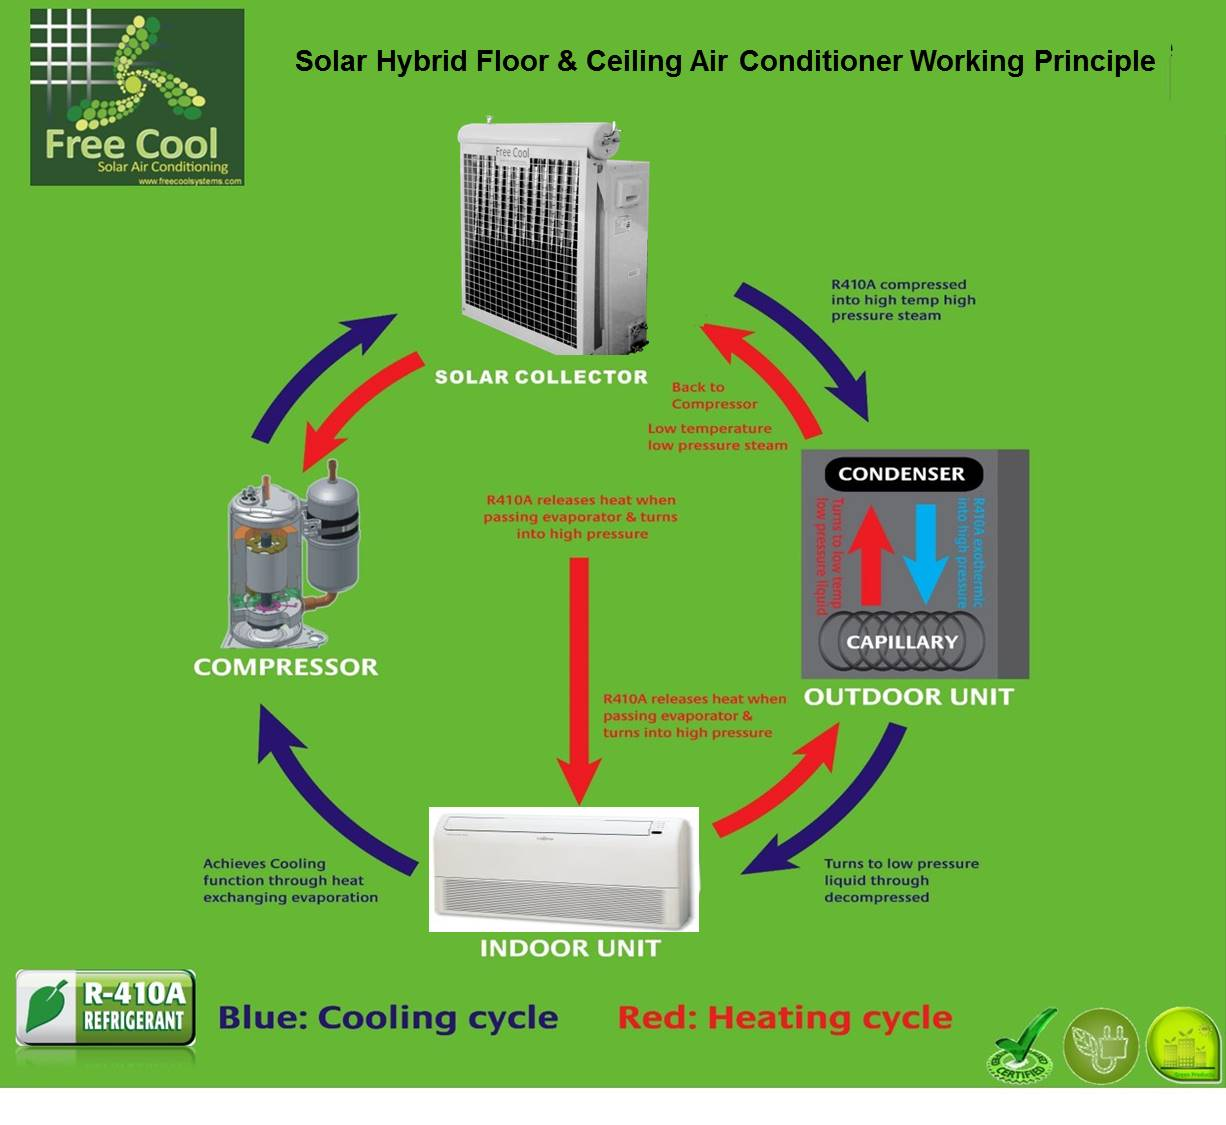 Free Cool
Solar Air Conditioning
www.freecoolsystems.com
Solar Hybrid Floor & Ceiling Air Conditioner Working Principle
Free Cool
SOLAR COLLECTOR
R410A compressed
into high temp high
pressure steam
Back to
Compressor
Low temperature
low pressure steam
CONDENSER
Turns to low temp
low pressure liquid
R410A exothermic
into high pressure
CAPILLARY
OUTDOOR UNIT
R410A releases heat when
passing evaporator & turns
into high pressure
COMPRESSOR
R410A releases heat when
passing evaporator &
turns into high pressure
Achieves Cooling
function through heat
exchanging evaporation
Turns to low pressure
liquid through
decompressed
INDOOR UNIT
R-410A
REFRIGERANT
Blue: Cooling cycle
Red: Heating cycle
CERTIFIED
Green Products